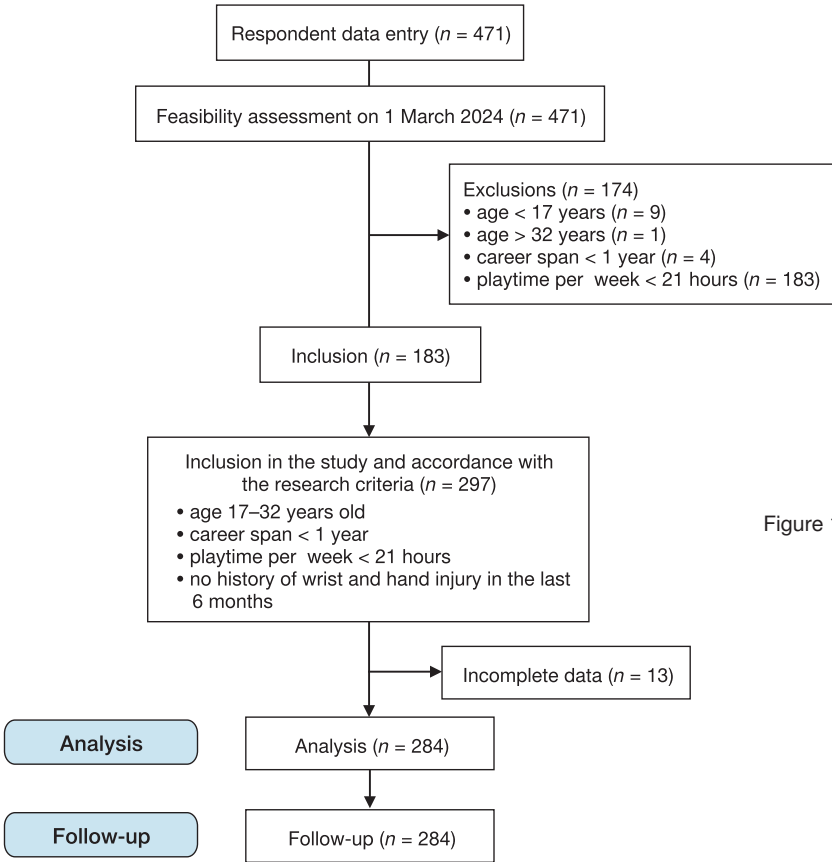 Respondent data entry (n = 471)
Feasibility assessment on 1 March 2024 (n = 471)
Exclusions (n = 174)
• age < 17 years (n = 9)
• age > 32 years (n = 1)
• career span < 1 year (n = 4)
• playtime per week < 21 hours (n = 183)
Inclusion (n = 183)
Inclusion in the study and accordance with
the research criteria (n = 297)
• age 17–32 years old
• career span < 1 year
• playtime per week < 21 hours
• no history of wrist and hand injury in the last
6 months
Figure
Incomplete data (n = 13)
Analysis
Analysis (n = 284)
Follow-up
Follow-up (n = 284)